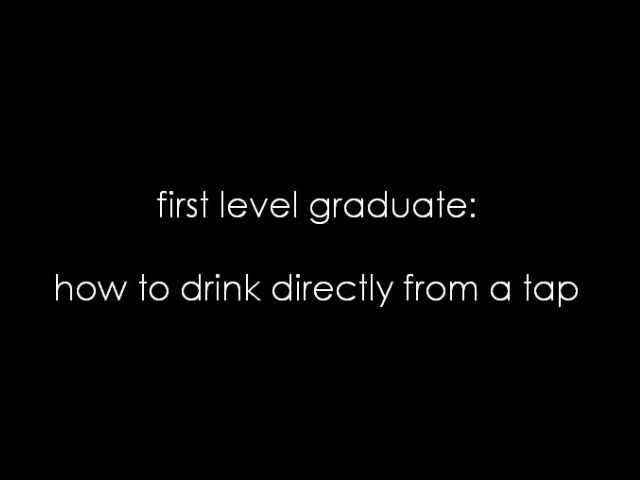 first level graduate:
how to drink directly from a tap